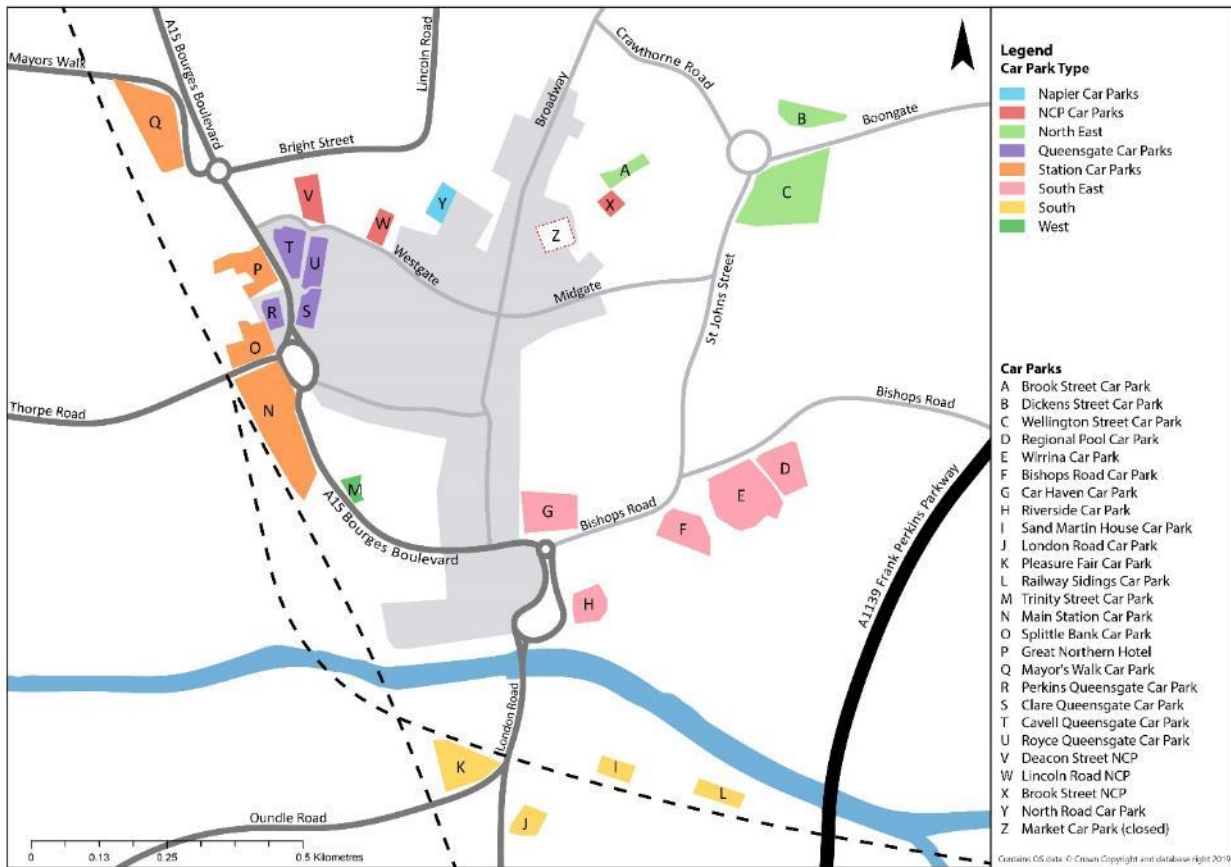 A15 Bourges Boulevard
Mayors Walk
Lincoln Road
Broadway
Crawthorne Road
Boongate
Bright Street
Q
B
A
C
V
Y
X
W
Z
T
U
P
Westgate
Midgate
St Johns Street
R
S
O
Thorpe Road
N
Bishops Road
D
E
M
G
F
Bishops Road
A15 Bourges Boulevard
H
A1139 Frank Perkins Parkway
London Road
K
I
L
J
Oundle Road
0 0.13 0.25 0.5 Kilometres
Legend
Car Park Type
Napier Car Parks
NCP Car Parks
North East
Queensgate Car Parks
Station Car Parks
South East
South
West
Car Parks
A Brook Street Car Park
B Dickens Street Car Park
C Wellington Street Car Park
D Regional Pool Car Park
E Wirrina Car Park
F Bishops Road Car Park
G Car Haven Car Park
H Riverside Car Park
I Sand Martin House Car Park
J London Road Car Park
K Pleasure Fair Car Park
L Railway Sidings Car Park
M Trinity Street Car Park
N Main Station Car Park
O Splittle Bank Car Park
P Great Northern Hotel
Q Mayor's Walk Car Park
R Perkins Queensgate Car Park
S Clare Queensgate Car Park
T Cavell Queensgate Car Park
U Royce Queensgate Car Park
V Deacon Street NCP
W Lincoln Road NCP
X Brook Street NCP
Y North Road Car Park
Z Market Car Park (closed)
Contains OS data © Crown Copyright and database right